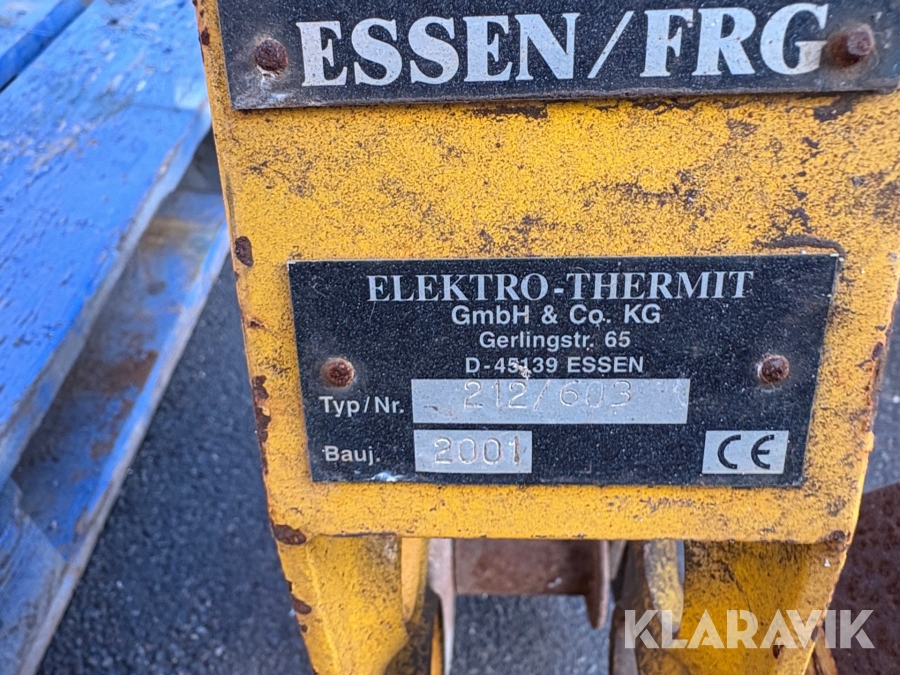 ESSEN/FRG
ELEKTRO-THERMIT
GmbH & Co. KG
Gerlingstr. 65
D-45139 ESSEN
Typ/Nr. 212/603
Bauj. 2001 CE
KLARAVIK